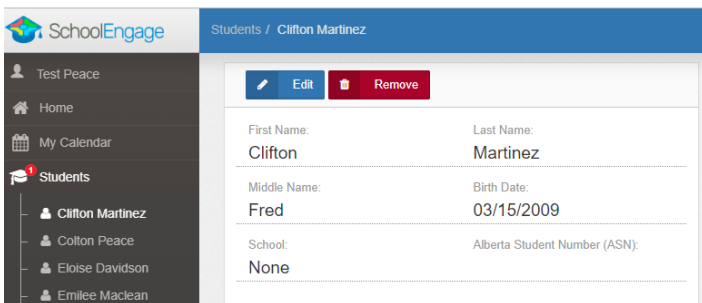 SchoolEngage
Students / Clifton Martinez
Test Peace
Home
My Calendar
1
Students
Clifton Martinez
Colton Peace
Eloise Davidson
Emilee Maclean
Edit Remove
First Name: Last Name:
Clifton Martinez
Middle Name: Birth Date:
Fred 03/15/2009
School: Alberta Student Number (ASN):
None